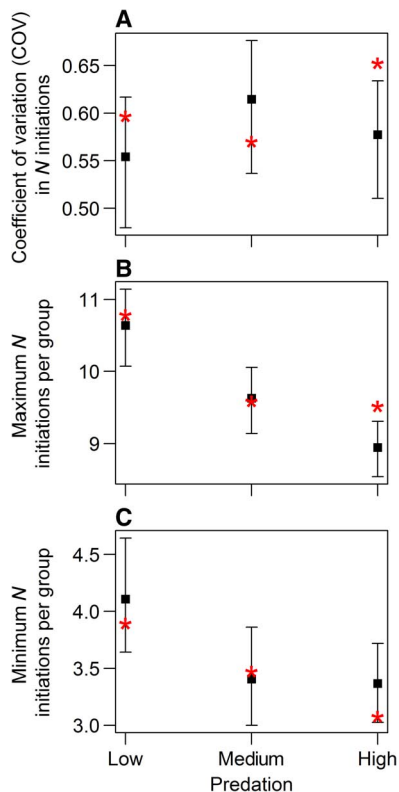 A
Coefficient of variation (COV)
in N initiations
0.65
0.60
0.55
0.50
B
Maximum N
initiations per group
11
10
9
C
Minimum N
initiations per group
4.5
4.0
3.5
3.0
Low Medium High
Predation